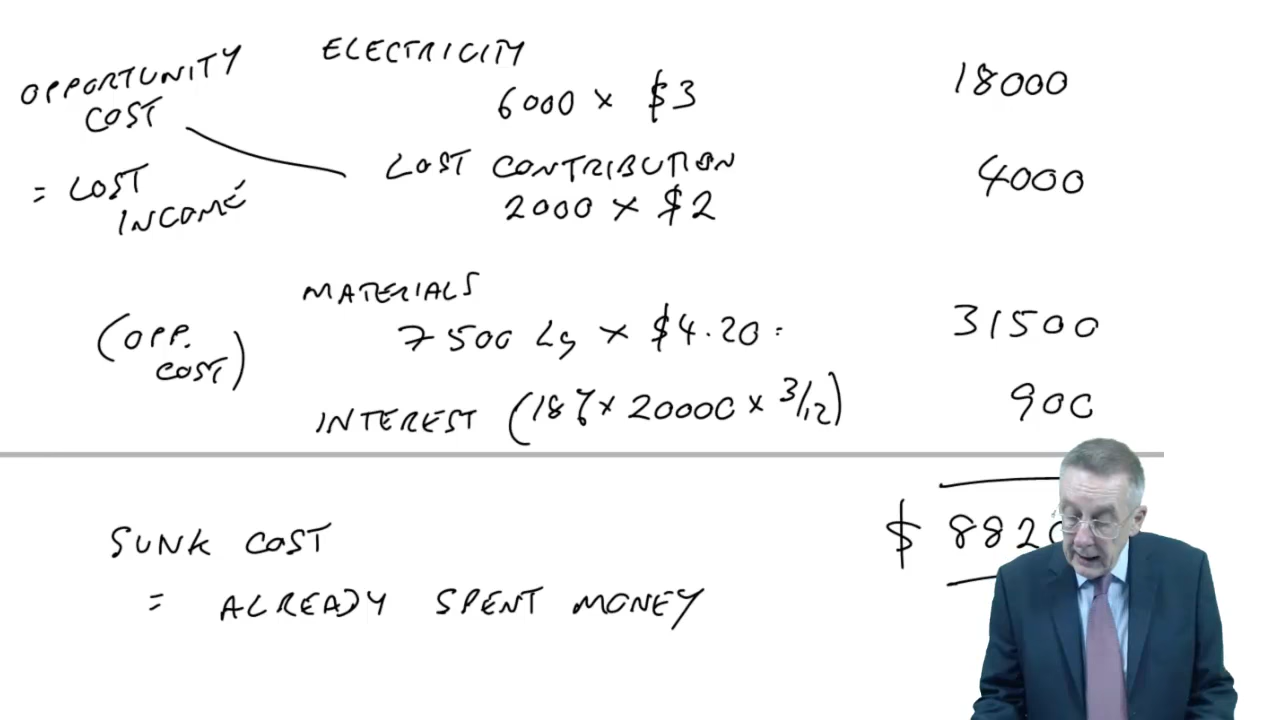 OPPORTUNITY COST
= LOST INCOME
ELECTRICITY
6000 × $3 18000
LOST CONTRIBUTION
2000 × $2 4000
MATERIALS
(OPP. COST) 7500 kg × $4.20 = 31500
INTEREST (18% × 20000 × 3/12) 900
$ 882
SUNK COST
= ALREADY SPENT MONEY